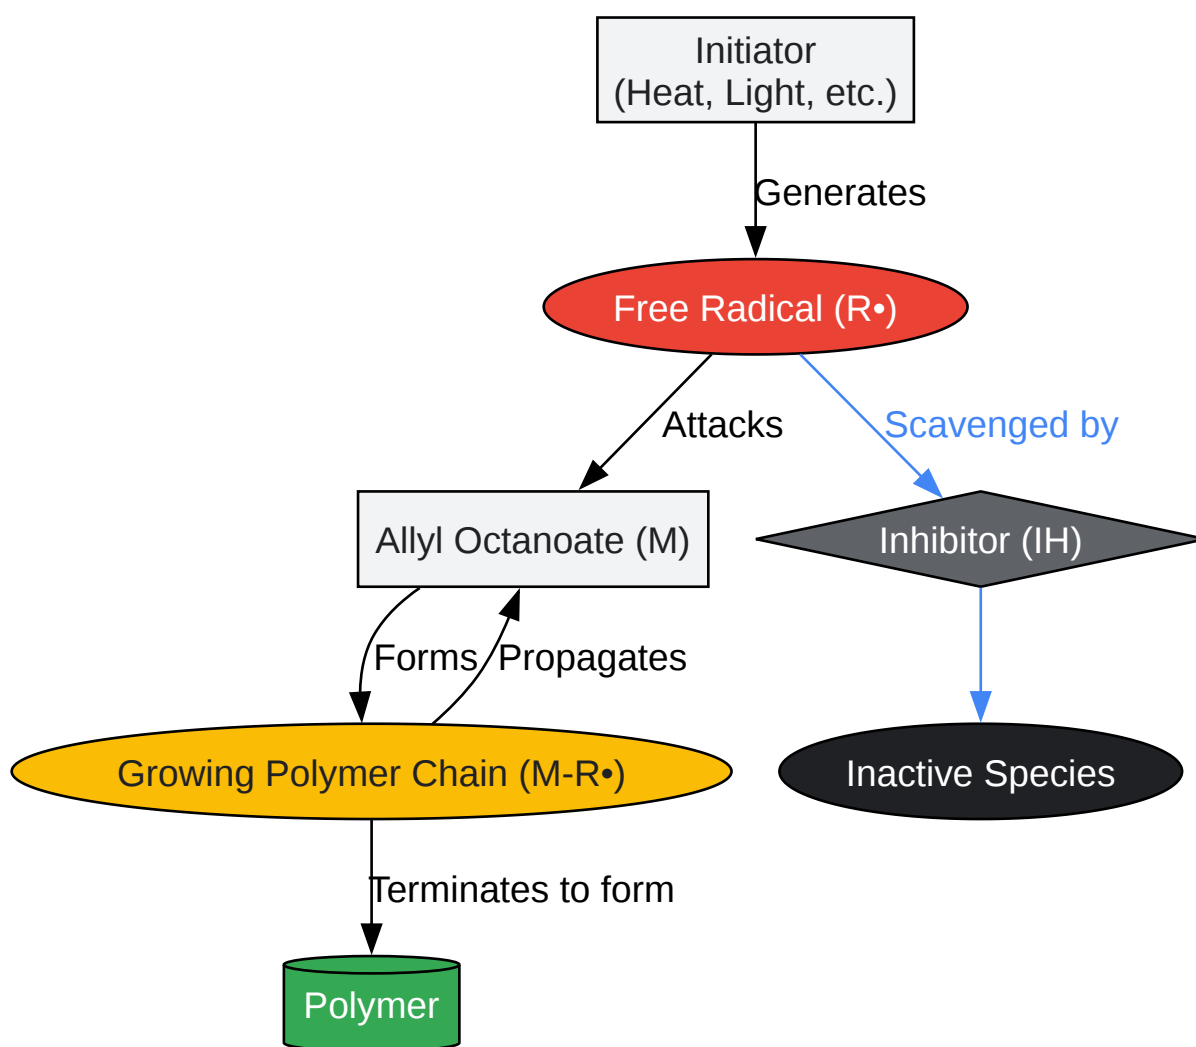 Initiator
(Heat, Light, etc.)
Generates
Free Radical (R•)
Attacks
Scavenged by
Allyl Octanoate (M)
Inhibitor (IH)
Forms
Propagates
Growing Polymer Chain (M-R•)
Inactive Species
Terminates to form
Polymer